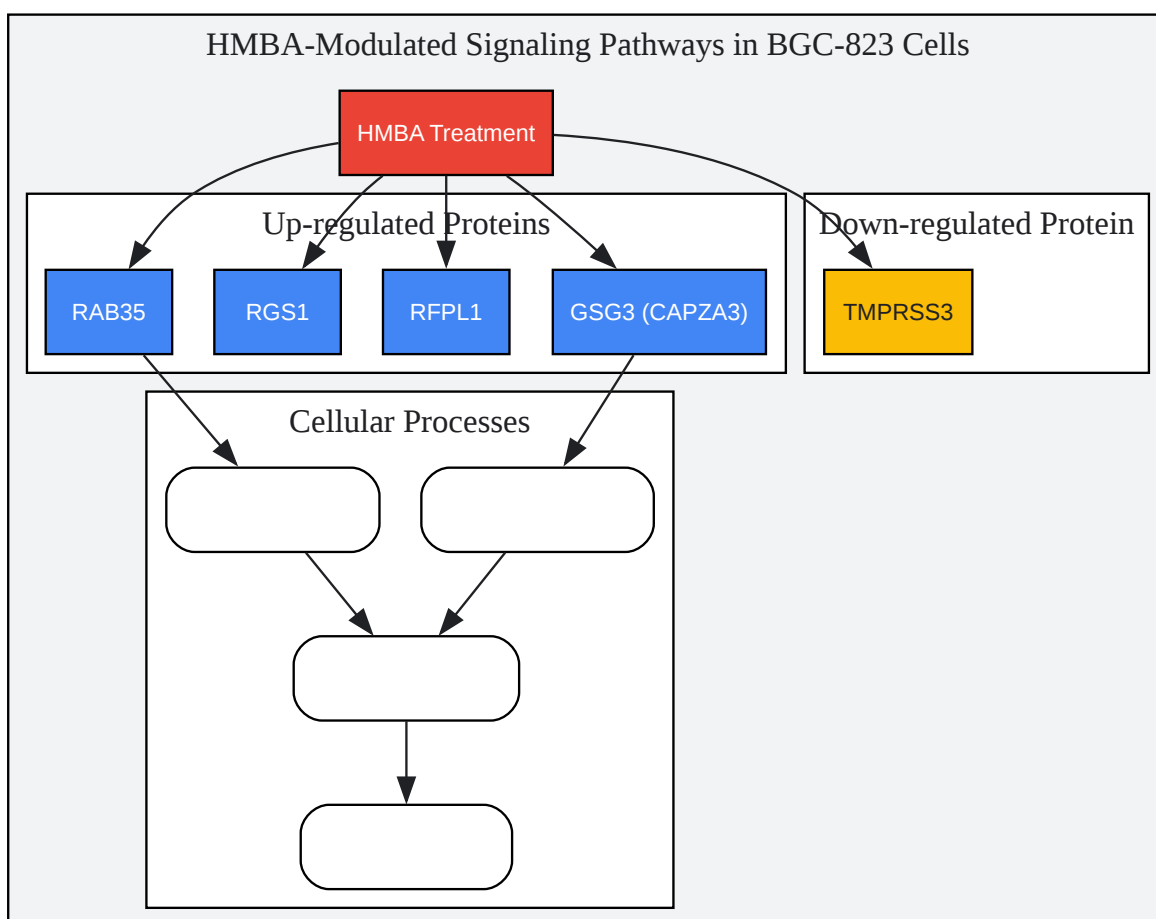 HMBA-Modulated Signaling Pathways in BGC-823 Cells
HMBA Treatment
Up-regulated Proteins
Down-regulated Protein
RAB35
RGS1
RFPL1
GSG3 (CAPZA3)
TMPRSS3
Cellular Processes